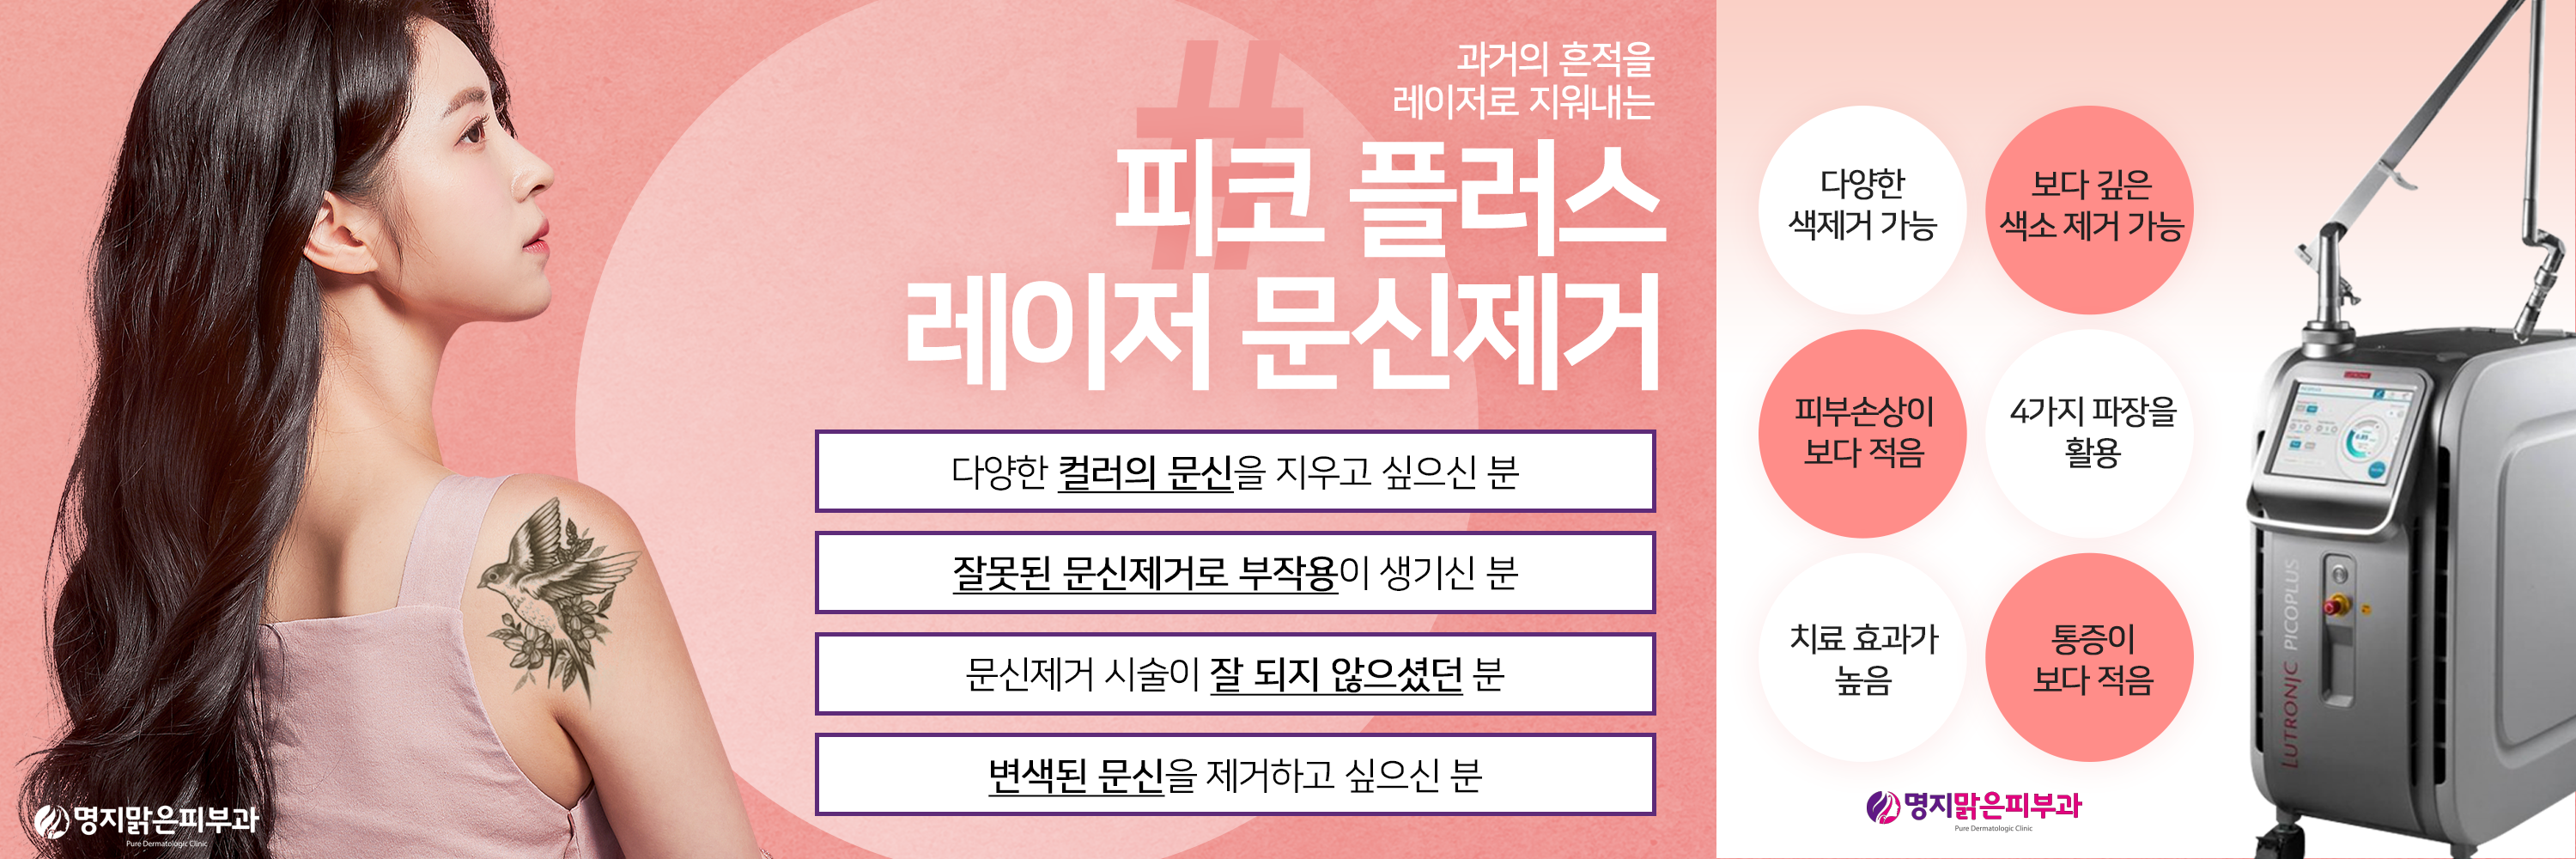 과거의 흔적을
레이저로 지워내는
#
피코 플러스
레이저 문신제거
다양한 컬러의 문신을 지우고 싶으신 분
잘못된 문신제거로 부작용이 생기신 분
문신제거 시술이 잘 되지 않으셨던 분
변색된 문신을 제거하고 싶으신 분
명지맑은피부과
Pure Dermatologic Clinic
다양한
색제거 가능
보다 깊은
색소 제거 가능
피부손상이
보다 적음
4가지 파장을
활용
치료 효과가
높음
통증이
보다 적음
명지맑은피부과
Pure Dermatologic Clinic
LUTRONIC PICOPLUS